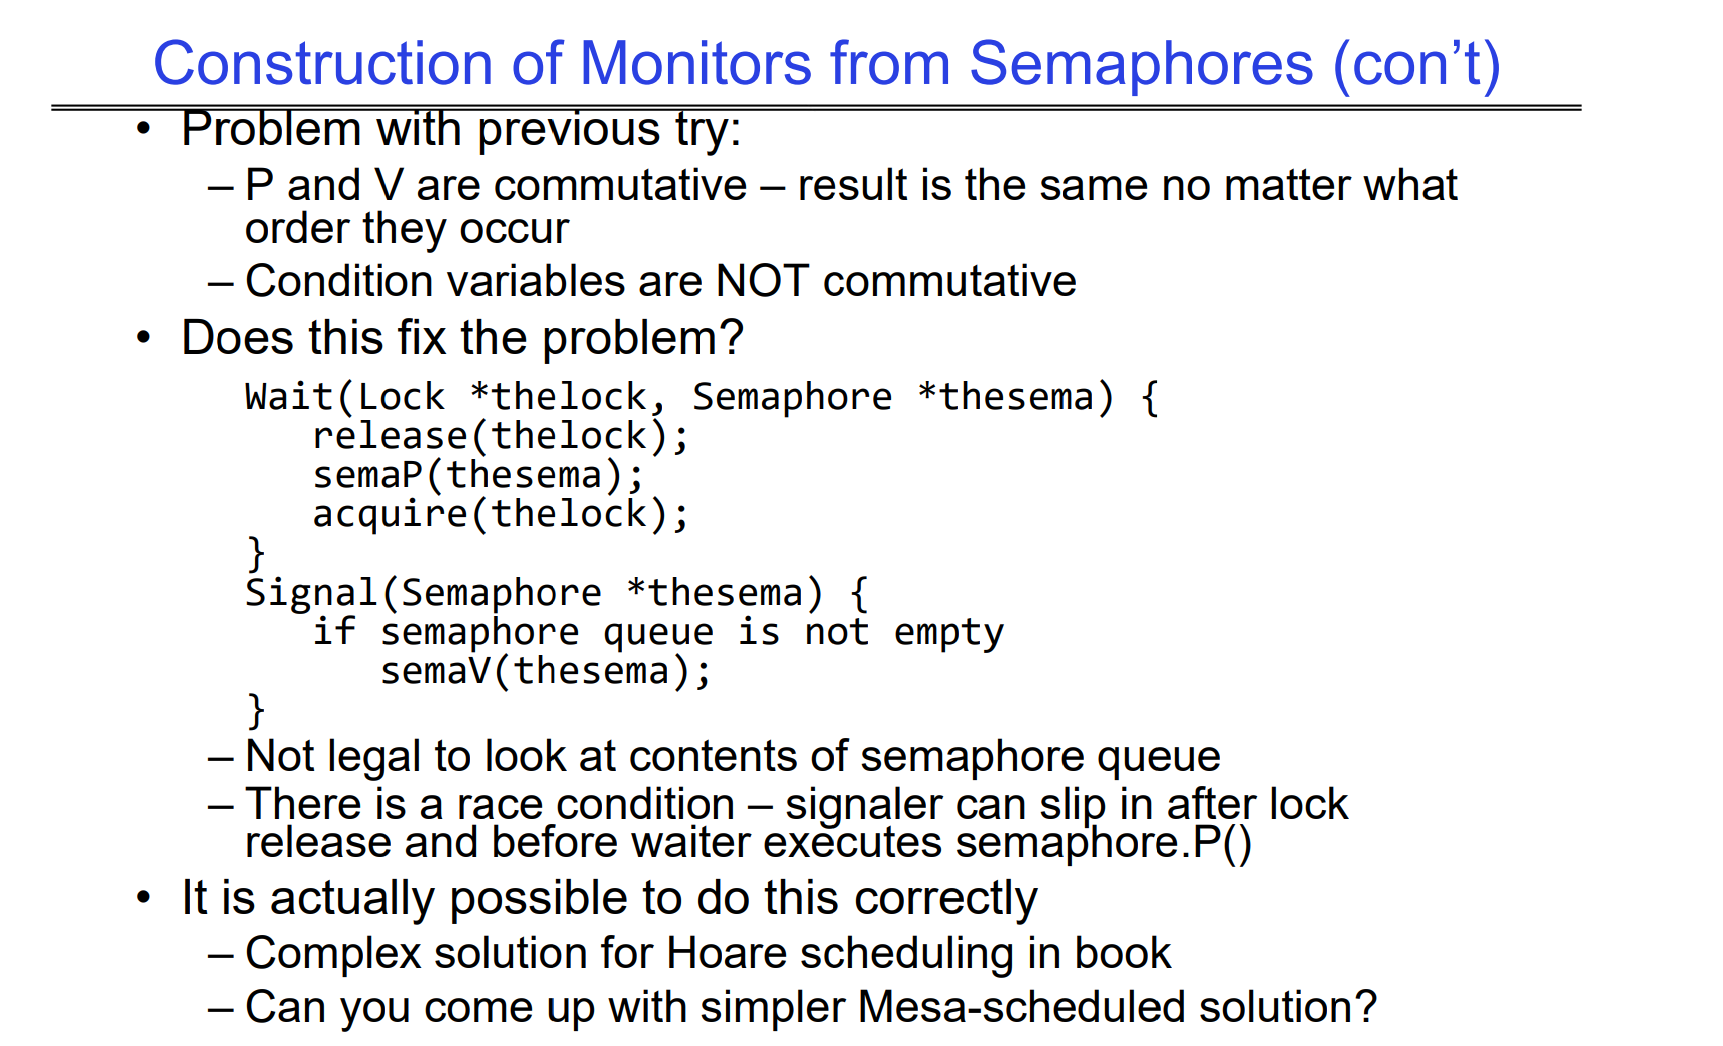 Construction of Monitors from Semaphores (con’t)
• Problem with previous try:
– P and V are commutative – result is the same no matter what
order they occur
– Condition variables are NOT commutative
• Does this fix the problem?
Wait(Lock *thelock, Semaphore *thesema) {
release(thelock);
semaP(thesema);
acquire(thelock);
}
Signal(Semaphore *thesema) {
if semaphore queue is not empty
semaV(thesema);
}
– Not legal to look at contents of semaphore queue
– There is a race condition – signaler can slip in after lock
release and before waiter executes semaphore.P()
• It is actually possible to do this correctly
– Complex solution for Hoare scheduling in book
– Can you come up with simpler Mesa-scheduled solution?